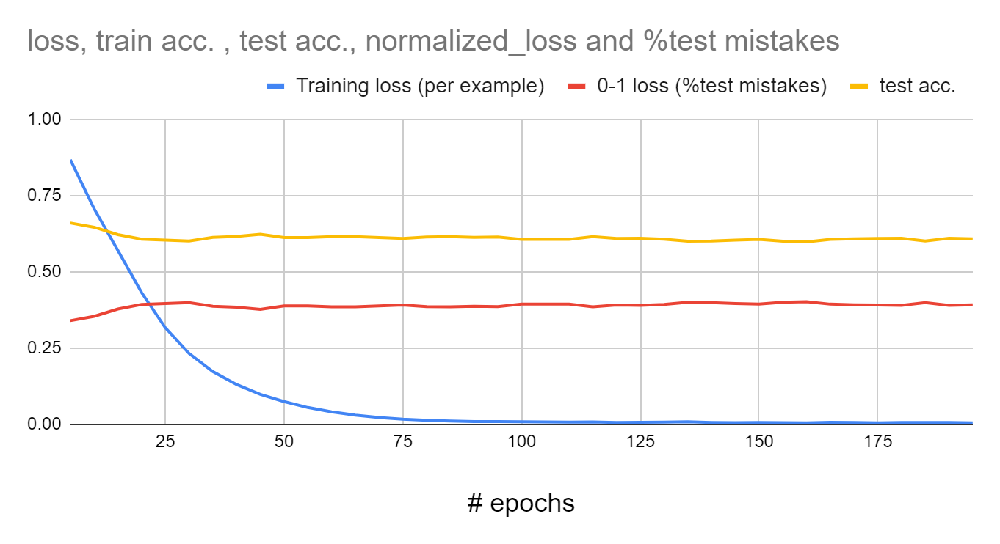 loss, train acc. , test acc., normalized_loss and %test mistakes
Training loss (per example) 0-1 loss (%test mistakes) test acc.
1.00
0.75
0.50
0.25
0.00
25 50 75 100 125 150 175
# epochs